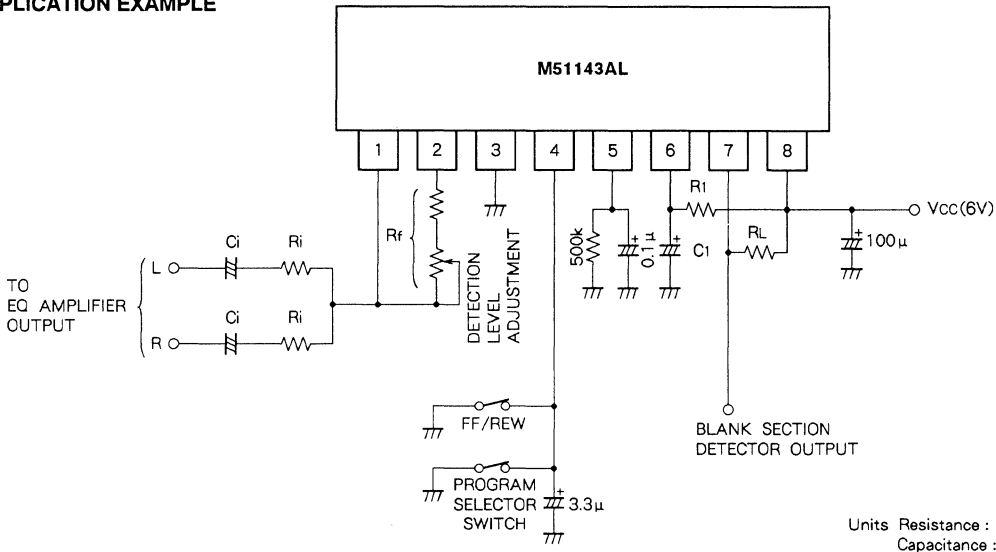 PLICATION EXAMPLE
M51143AL
1 2 3 4 5 6 7 8
R1
VCC (6V)
Rf
500k
0.1μ
C1
RL
100μ
Ci
Ri
L
DETECTION
LEVEL
ADJUSTMENT
TO
EQ AMPLIFIER
OUTPUT
Ci
Ri
R
FF/REW
BLANK SECTION
DETECTOR OUTPUT
PROGRAM
SELECTOR
SWITCH
3.3μ
Units Resistance :
Capacitance :